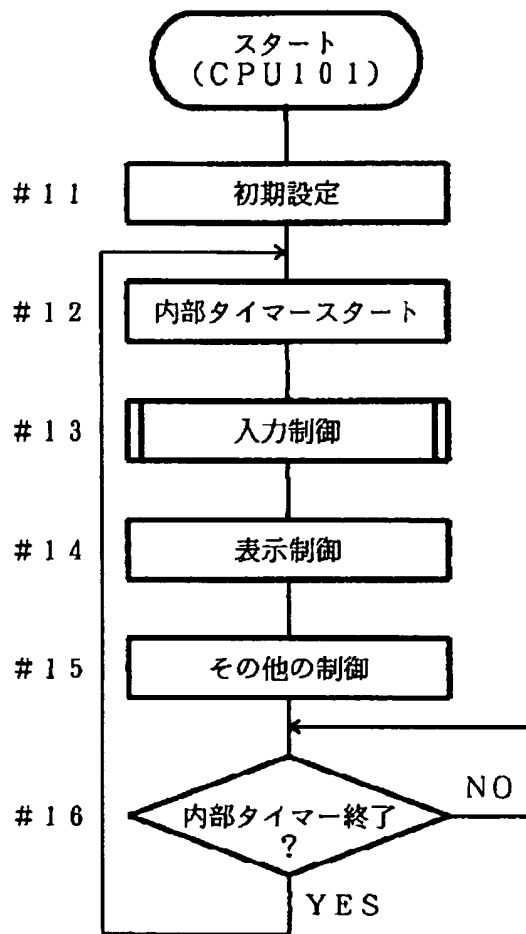 スタート
(CPU101)
#11 初期設定
#12 内部タイマースタート
#13 入力制御
#14 表示制御
#15 その他の制御
#16 内部タイマー終了
?
NO
YES